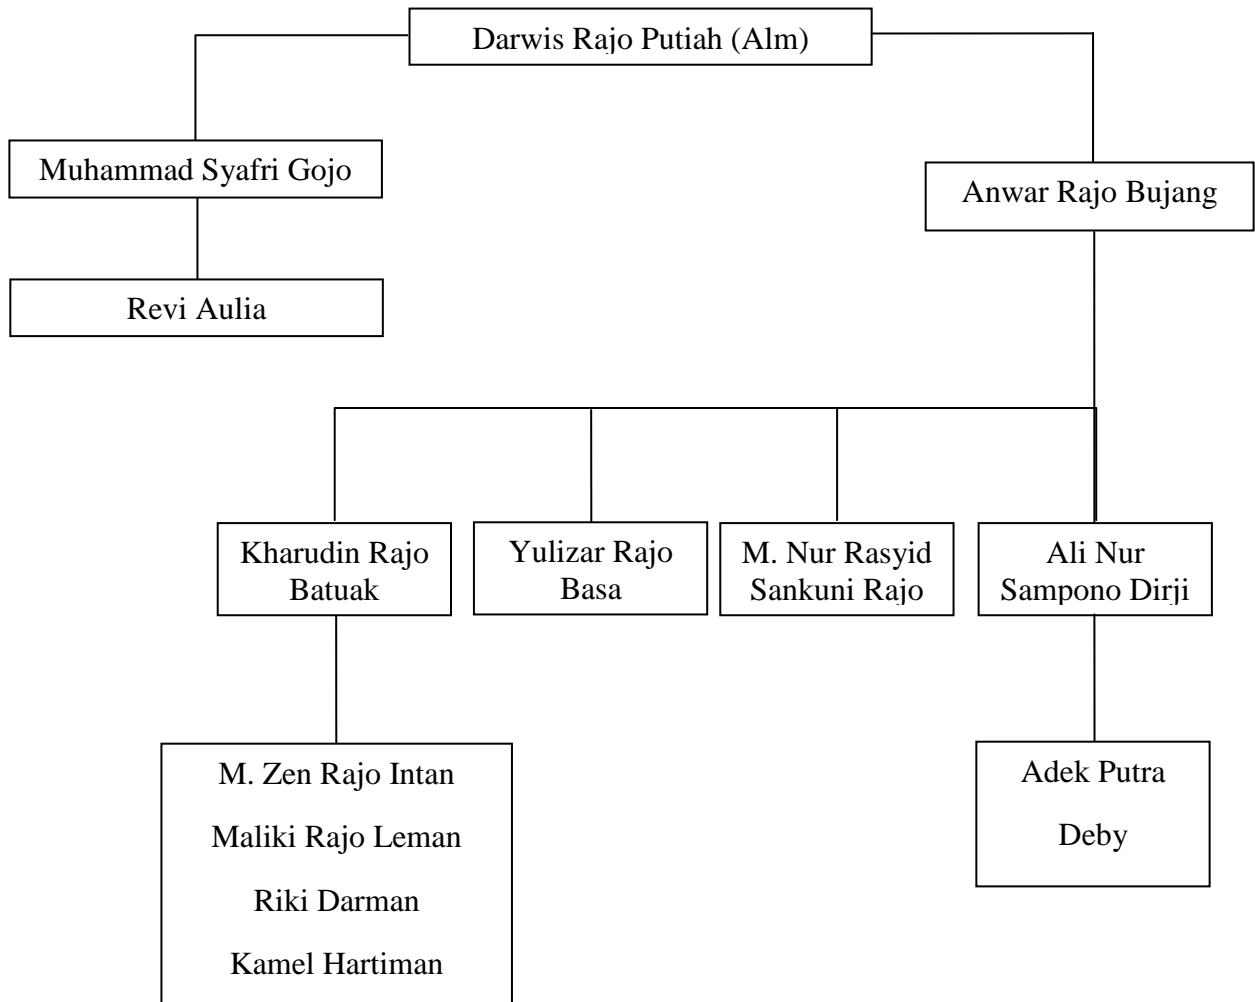 Darwis Rajo Putiah (Alm)
Muhammad Syafri Gojo
Anwar Rajo Bujang
Revi Aulia
Kharudin Rajo
Batuak
Yulizar Rajo
Basa
M. Nur Rasyid
Sankuni Rajo
Ali Nur
Sampono Dirji
M. Zen Rajo Intan
Maliki Rajo Leman
Riki Darman
Kamel Hartiman
Adek Putra
Deby